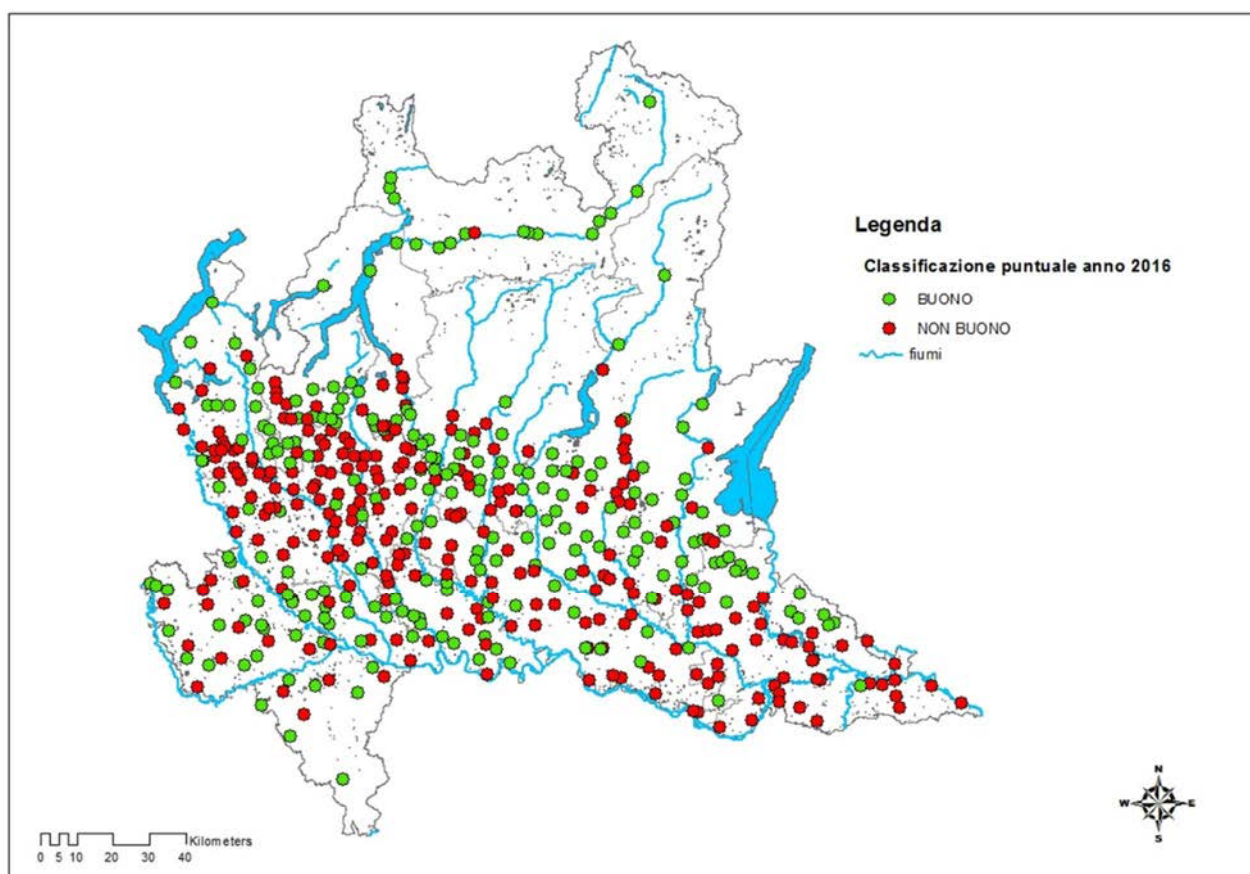 Legenda
Classificazione puntuale anno 2016
BUONO
NON BUONO
fiumi
N
W E
S
Kilometers
0 5 10 20 30 40